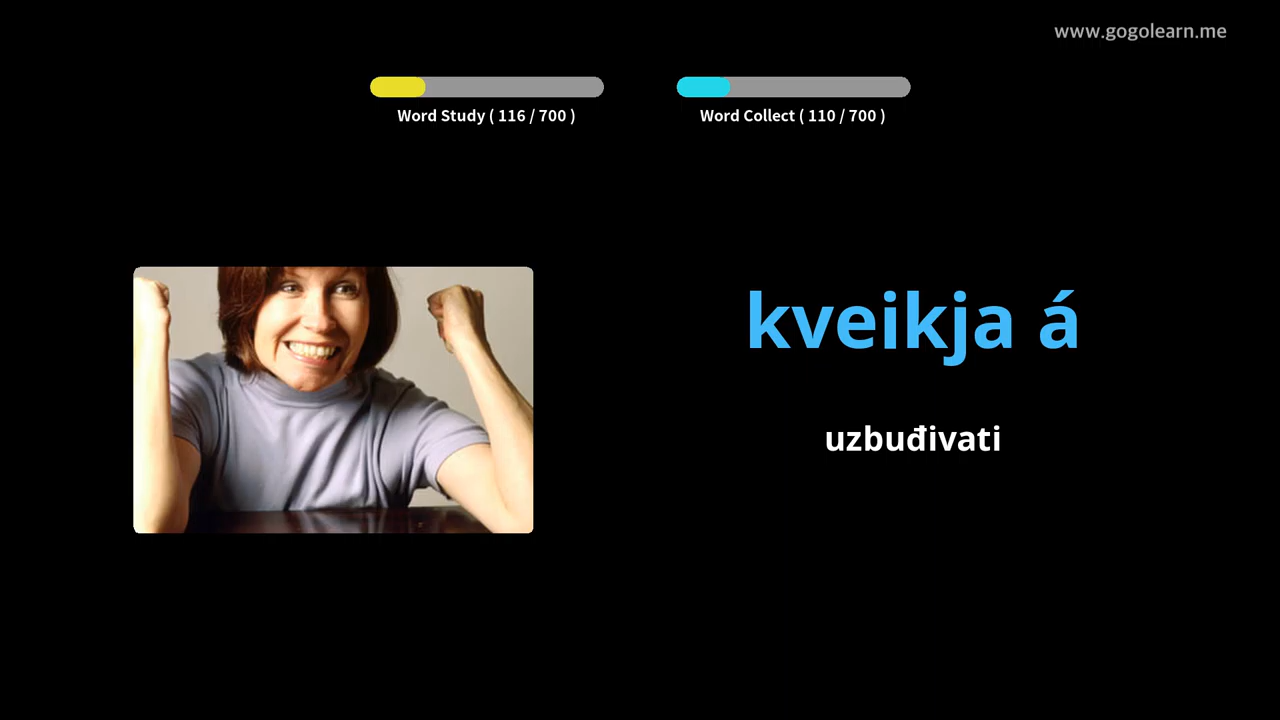 www.gogolearn.me
Word Study ( 116 / 700 )
Word Collect ( 110 / 700 )
kveikja á
uzbuđivati